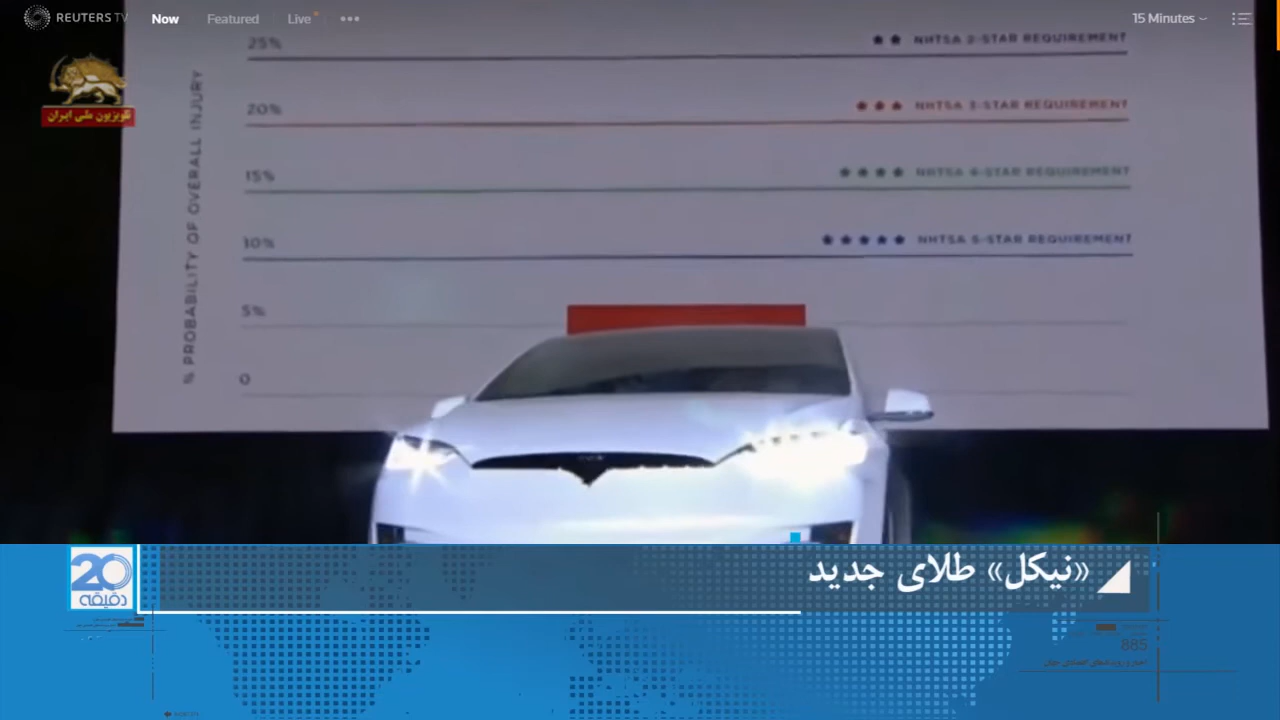 REUTERS TV
Now
Featured
Live
15 Minutes
تلویزیون ملی ایران
% PROBABILITY OF OVERALL INJURY
25%
NHTSA 2-STAR REQUIREMENT
20%
NHTSA 3-STAR REQUIREMENT
15%
NHTSA 4-STAR REQUIREMENT
10%
NHTSA 5-STAR REQUIREMENT
5%
0
«نیکل» طلای جدید
20
دقیقه
885